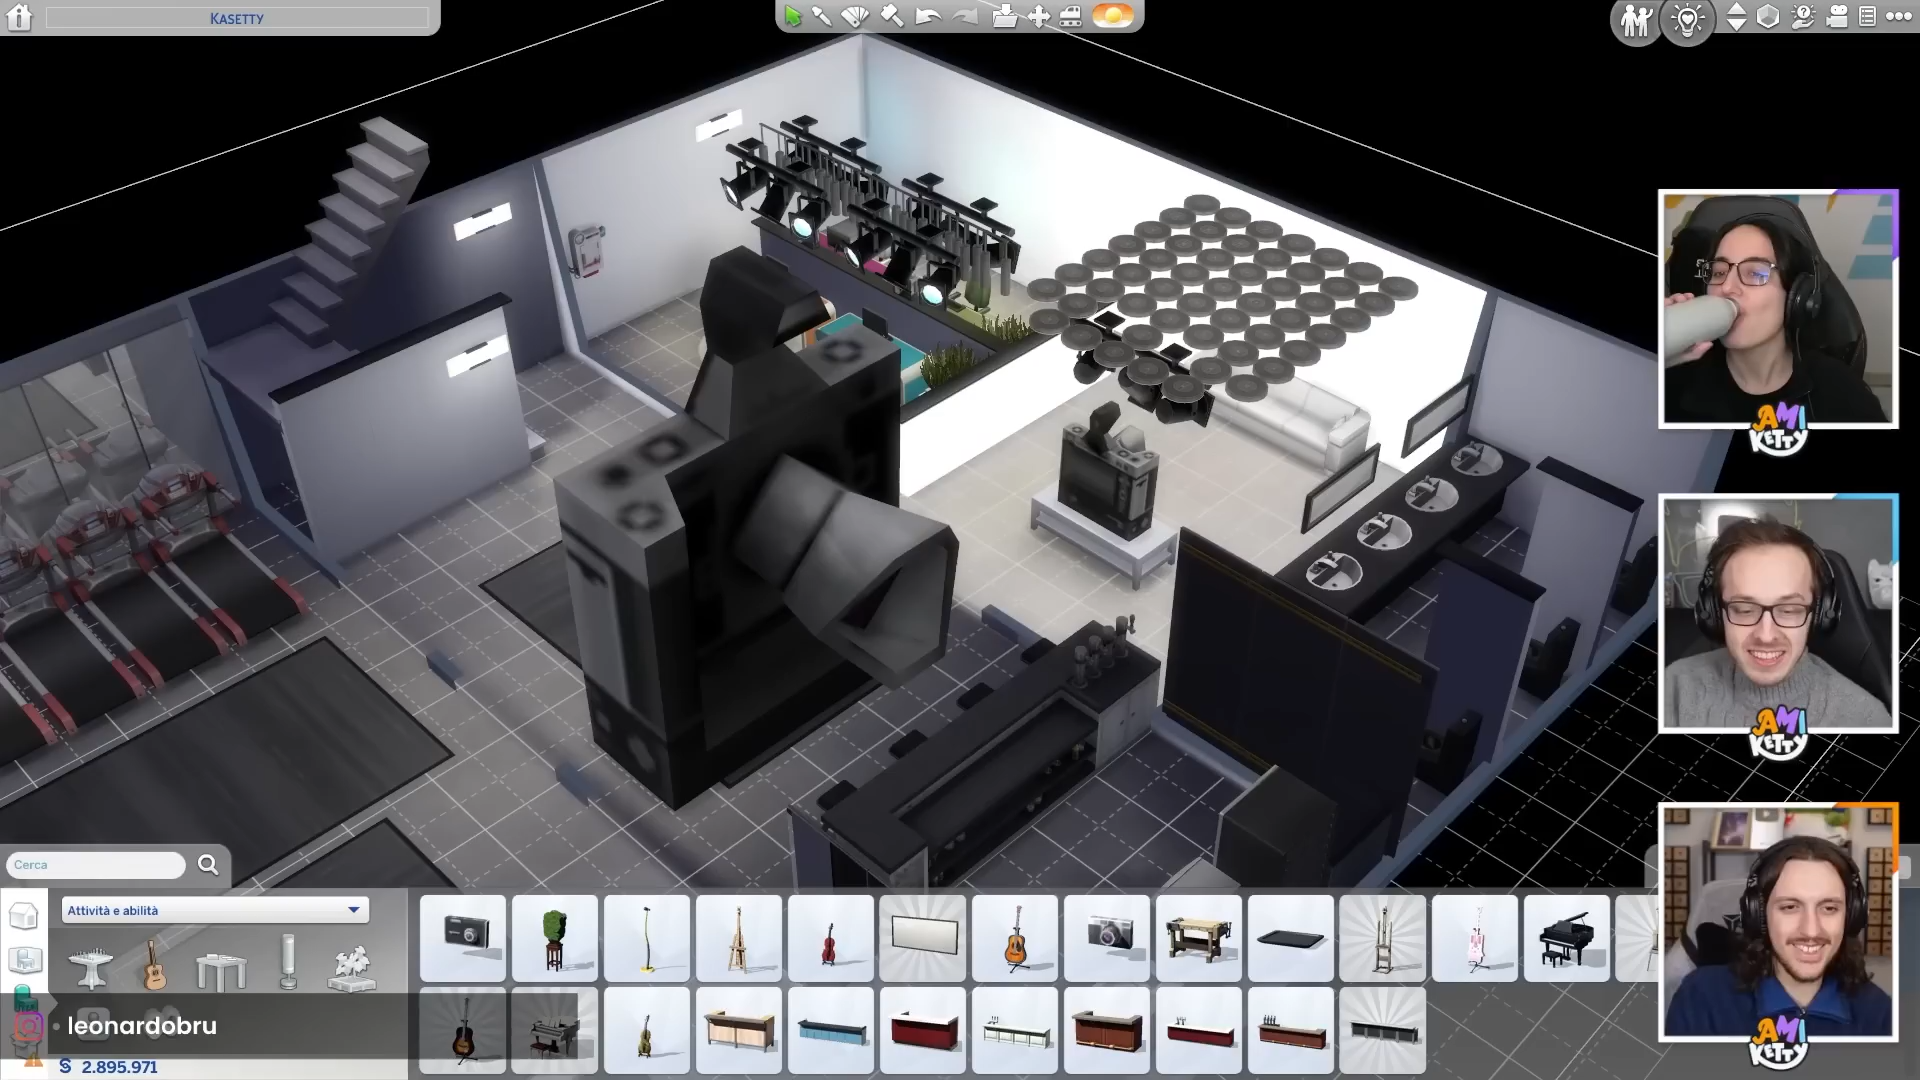 KASETTY
AMI
KETTY
AMI
KETTY
AMI
KETTY
Cerca
Attività e abilità
leonardobru
§ 2.895.971